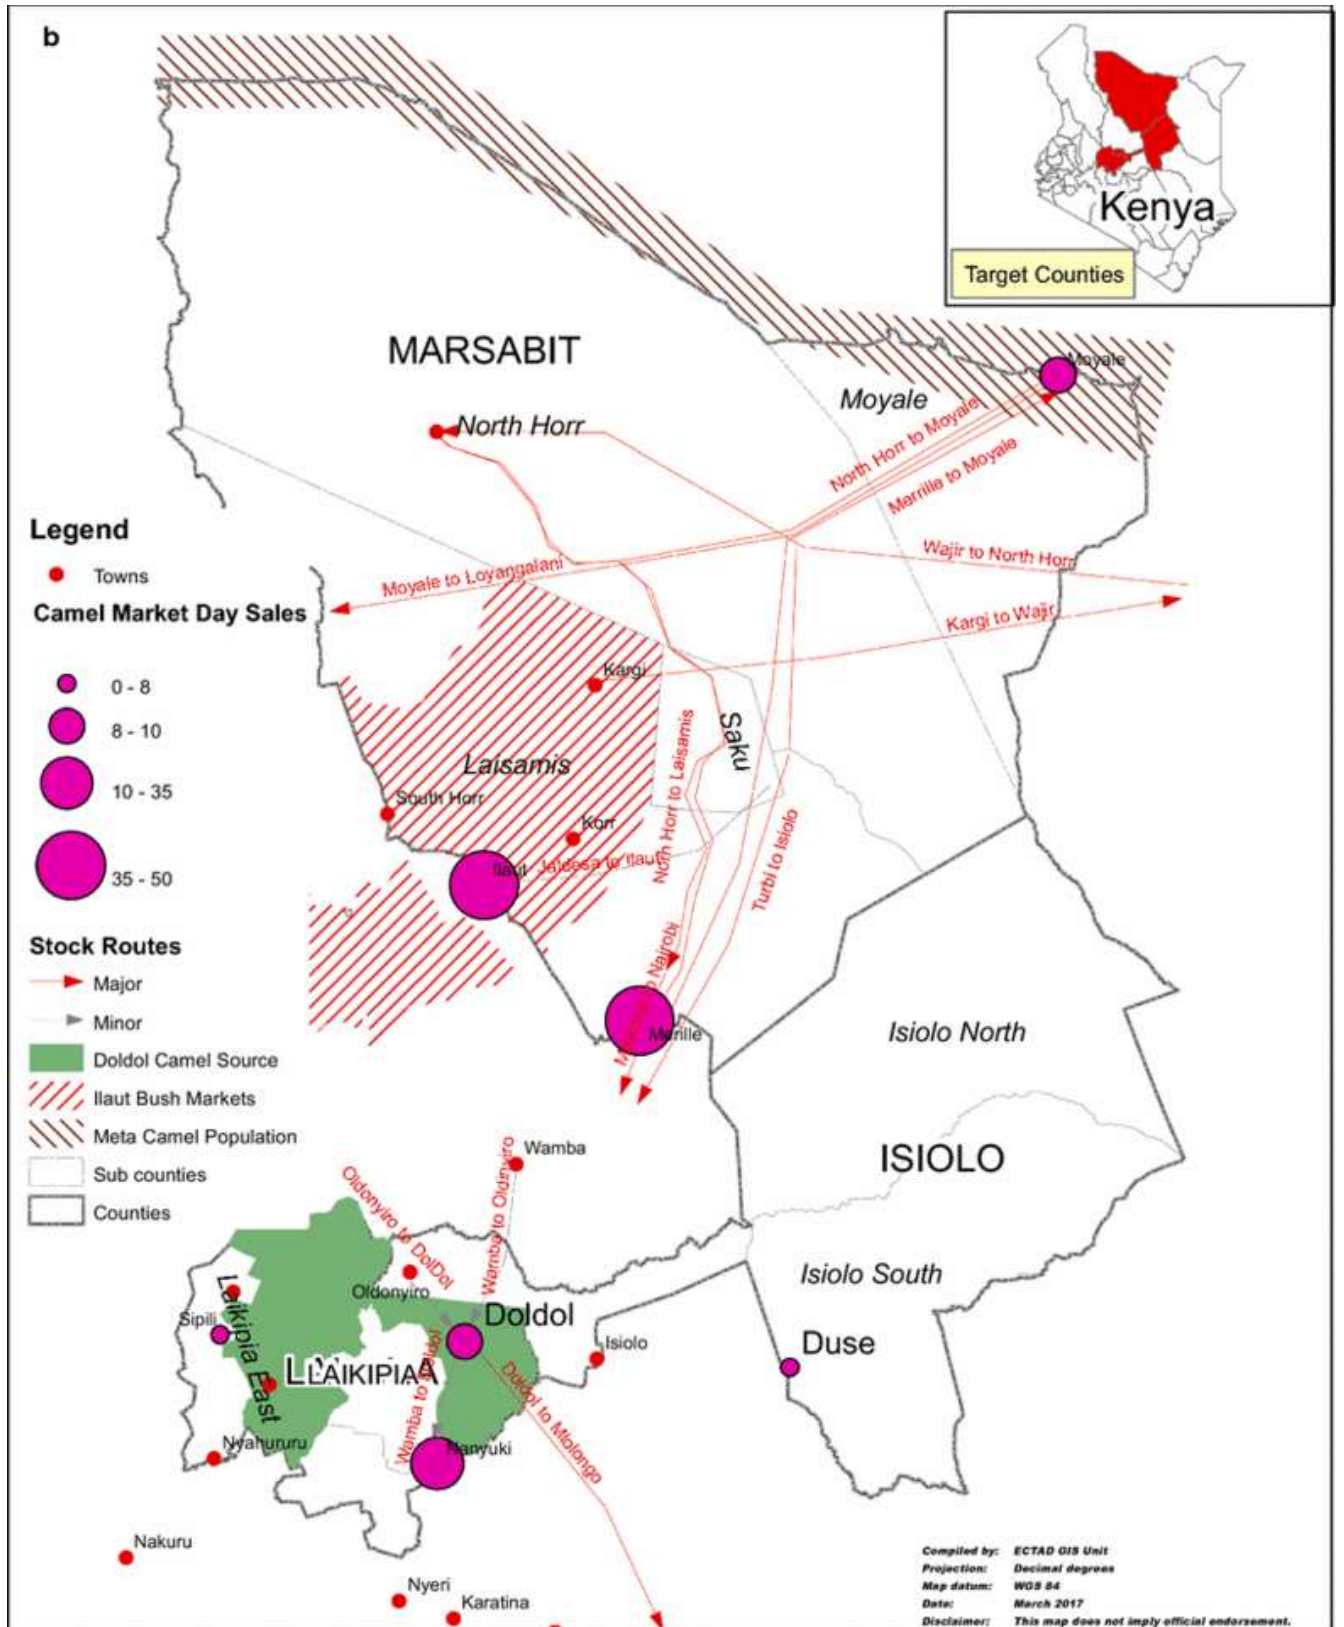 b
Kenya
Target Counties
MARSABIT
Moyale
Moyale
North Horr
North Horr to Moyale
Merrille to Moyale
Wajir to North Horr
Moyale to Loyangalani
Kargi to Wajir
Legend
Towns
Camel Market Day Sales
0 - 8
8 - 10
10 - 35
35 - 50
Stock Routes
Major
Minor
Doldol Camel Source
Ilaut Bush Markets
Meta Camel Population
Sub counties
Counties
Kargi
Saku
Laisamis
South Horr
Korr
North Horr to Laisamis
Turbi to Isiolo
Ilaut
Jaldesa to Ilaut
Nairobi
Merille
Isiolo North
ISIOLO
Isiolo South
Wamba
Oldonyiro to DolDol
Wamba to Oldinyiro
Oldonyiro
Doldol
Sipili
Laikipia East
LAIKIPIA
Isiolo
Duse
Wamba to Doldol
Doldol to Mlolongo
Nyahururu
Nanyuki
Nakuru
Nyeri
Karatina
Compiled by: ECTAD GIS Unit
Projection: Decimal degrees
Map datum: WGS 84
Date: March 2017
Disclaimer: This map does not imply official endorsement.